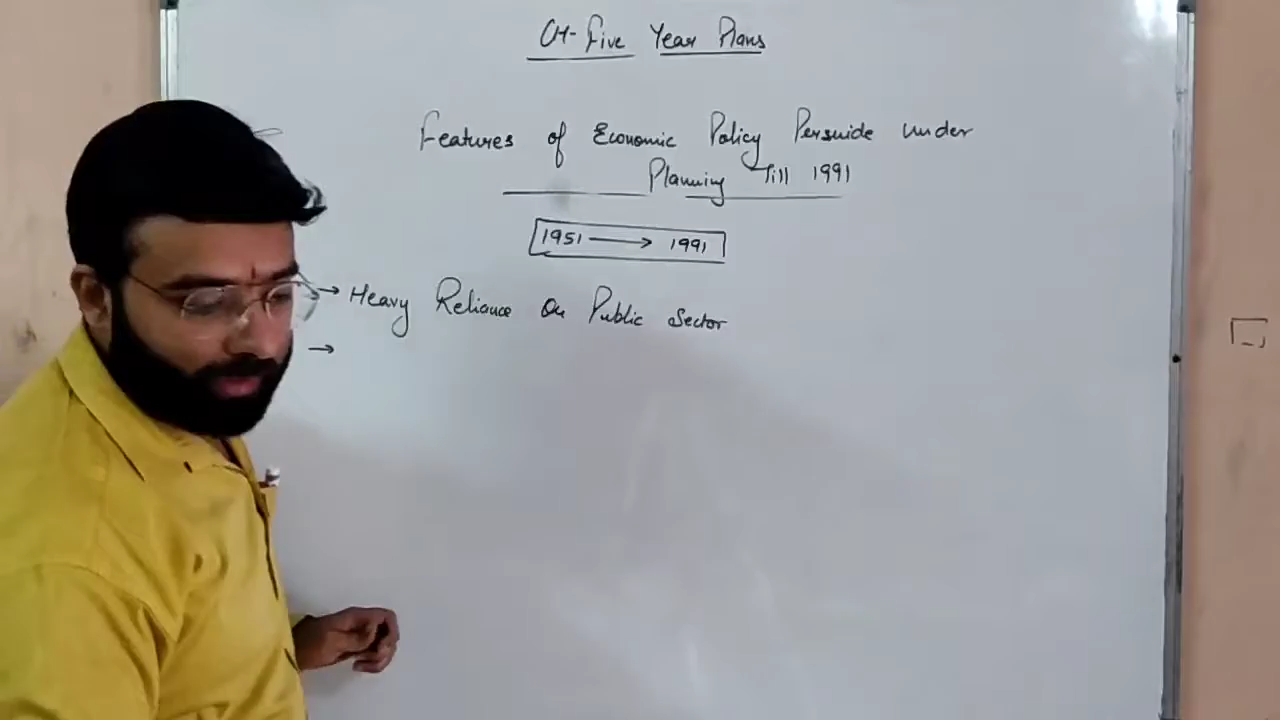 CH- Five Year Plans
Features of Economic Policy Persuide under
Planning Till 1991
1951 → 1991
→ Heavy Reliance On Public Sector
→